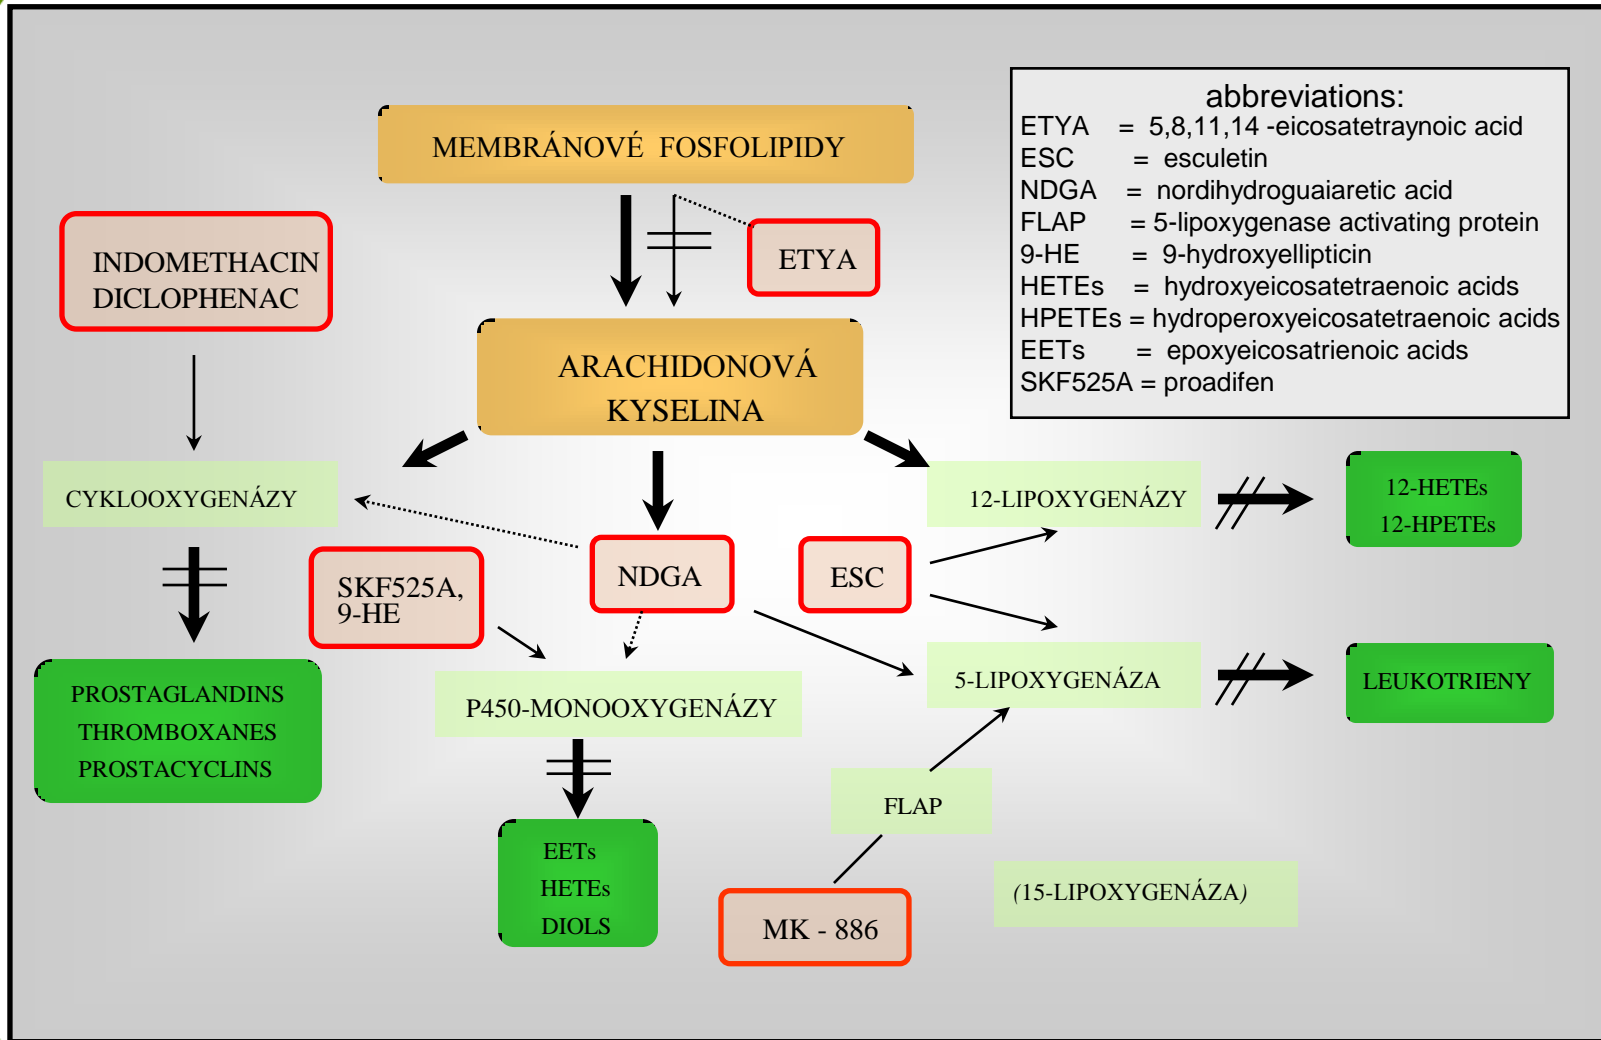 abbreviations:
ETYA = 5,8,11,14 -eicosatetraynoic acid
ESC = esculetin
NDGA = nordihydroguaiaretic acid
FLAP = 5-lipoxygenase activating protein
9-HE = 9-hydroxyellipticin
HETEs = hydroxyeicosatetraenoic acids
HPETEs = hydroperoxyeicosatetraenoic acids
EETs = epoxyeicosatrienoic acids
SKF525A = proadifen
MEMBRÁNOVÉ FOSFOLIPIDY
INDOMETHACIN
DICLOPHENAC
ETYA
ARACHIDONOVÁ
KYSELINA
CYKLOOXYGENÁZY
12-LIPOXYGENÁZY
12-HETEs
12-HPETEs
SKF525A,
9-HE
NDGA
ESC
PROSTAGLANDINS
THROMBOXANES
PROSTACYCLINS
P450-MONOOXYGENÁZY
5-LIPOXYGENÁZA
LEUKOTRIENY
FLAP
EETs
HETEs
DIOLS
MK - 886
(15-LIPOXYGENÁZA)